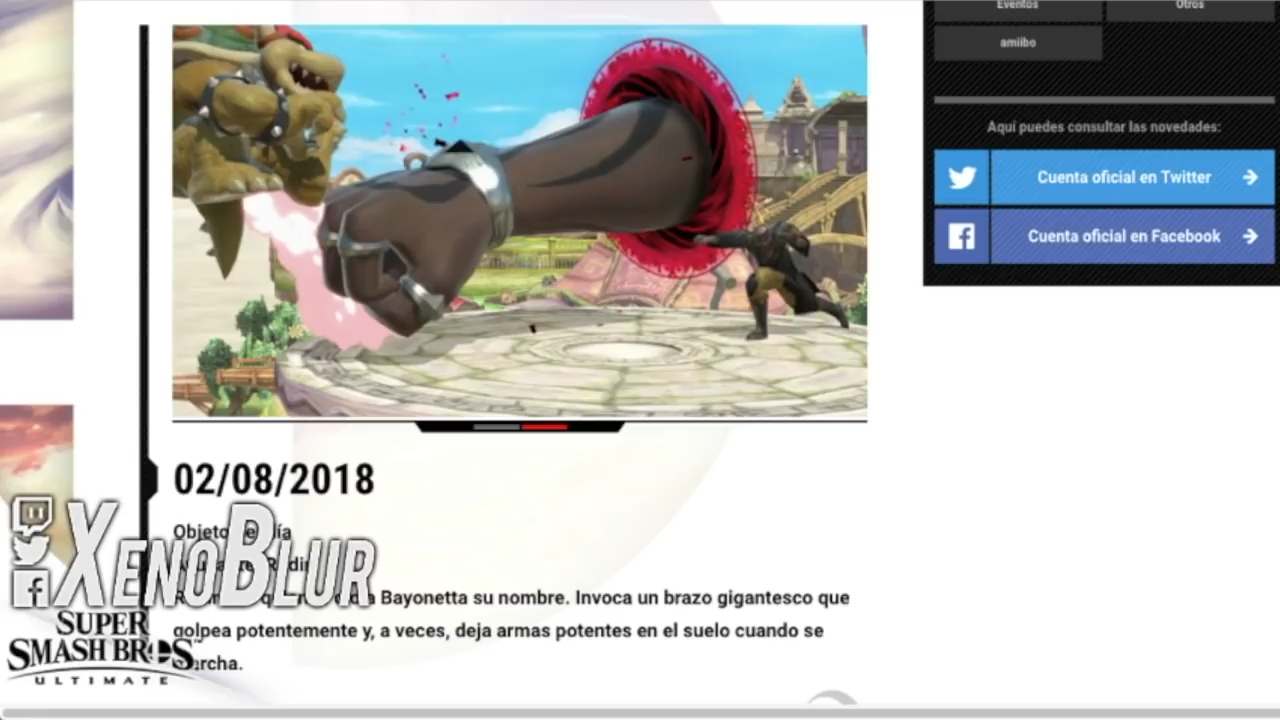 Eventos
Otros
amiibo
Aquí puedes consultar las novedades:
Cuenta oficial en Twitter
Cuenta oficial en Facebook
02/08/2018
Objeto día
XENOBLUR
a Bayonetta su nombre. Invoca un brazo gigantesco que
golpea potentemente y, a veces, deja armas potentes en el suelo cuando se
SUPER
SMASH BROS
ULTIMATE